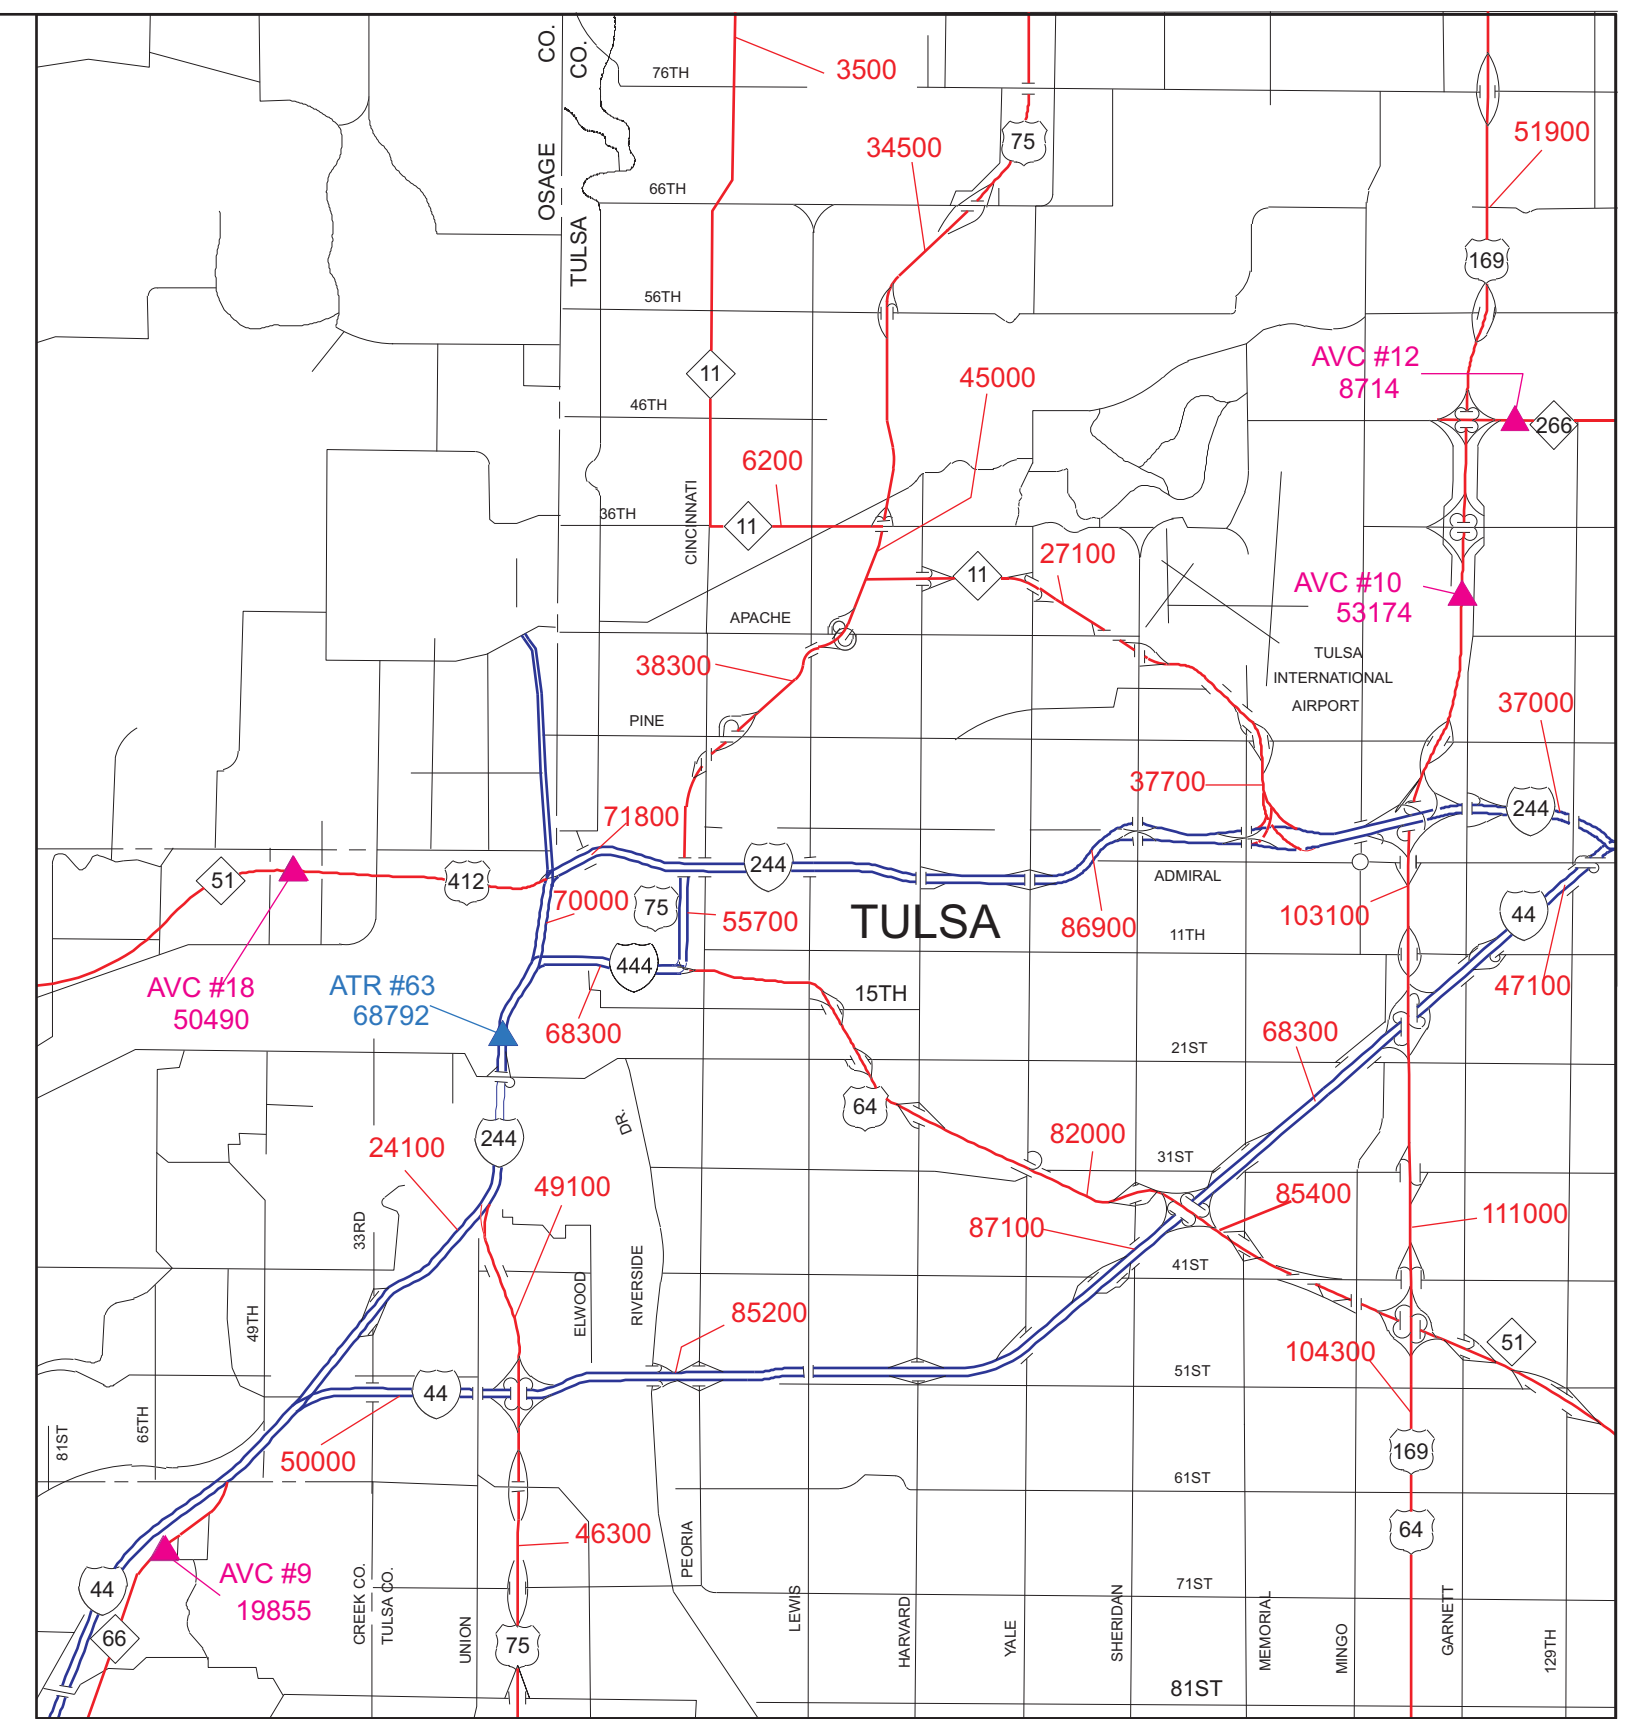 OSAGE CO.
TULSA CO.
76TH
3500
75
34500
51900
66TH
169
56TH
11
45000
AVC #12
8714
266
46TH
6200
CINCINNATI
36TH
11
27100
11
AVC #10
53174
APACHE
TULSA
INTERNATIONAL
AIRPORT
38300
PINE
37000
37700
244
71800
51
412
244
ADMIRAL
70000
75
55700
TULSA
86900
103100
44
11TH
444
AVC #18
50490
ATR #63
68792
15TH
47100
68300
68300
21ST
DR.
64
244
24100
82000
31ST
49100
85400
87100
111000
33RD
RIVERSIDE
ELWOOD
41ST
49TH
85200
104300
51
44
51ST
81ST
65TH
50000
169
61ST
46300
64
PEORIA
AVC #9
19855
44
66
CREEK CO.
TULSA CO.
UNION
75
LEWIS
HARVARD
YALE
SHERIDAN
71ST
MEMORIAL
MINGO
GARNETT
129TH
81ST